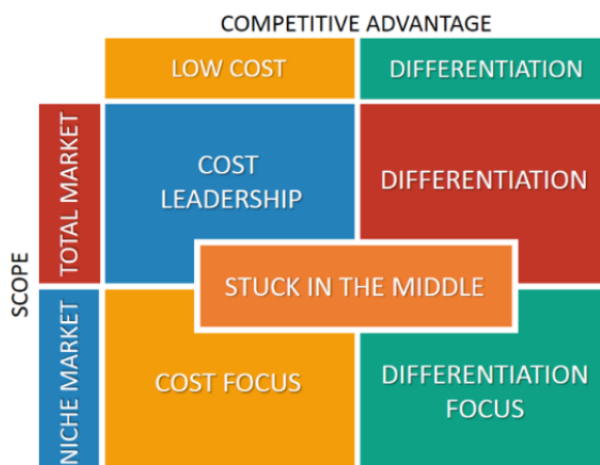 COMPETITIVE ADVANTAGE
LOW COST
DIFFERENTIATION
SCOPE
TOTAL MARKET
COST
LEADERSHIP
DIFFERENTIATION
STUCK IN THE MIDDLE
NICHE MARKET
COST FOCUS
DIFFERENTIATION
FOCUS